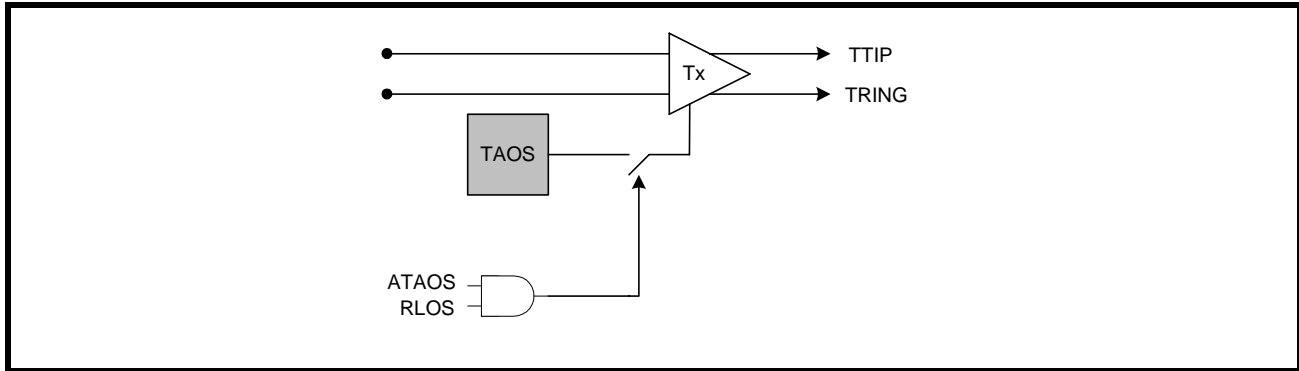 TTIP
Tx
TRING
TAOS
ATAOS
RLOS